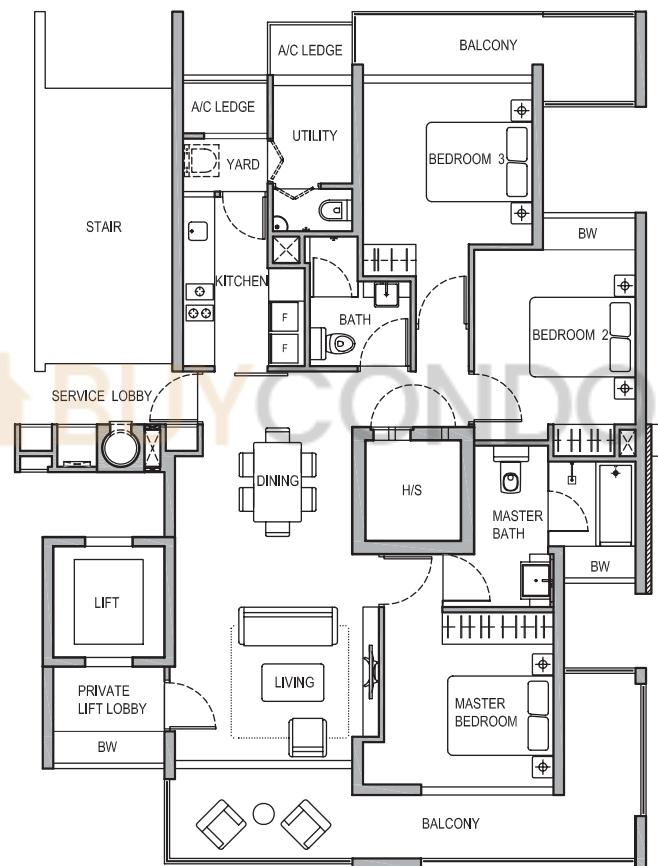 A/C LEDGE
BALCONY
A/C LEDGE
UTILITY
YARD
BEDROOM 3
STAIR
BW
KITCHEN
F
BATH
F
BEDROOM 2
SERVICE LOBBY
BUYCONDO
DINING
H/S
MASTER
BATH
BW
LIFT
LIVING
PRIVATE
LIFT LOBBY
MASTER
BEDROOM
BW
BALCONY